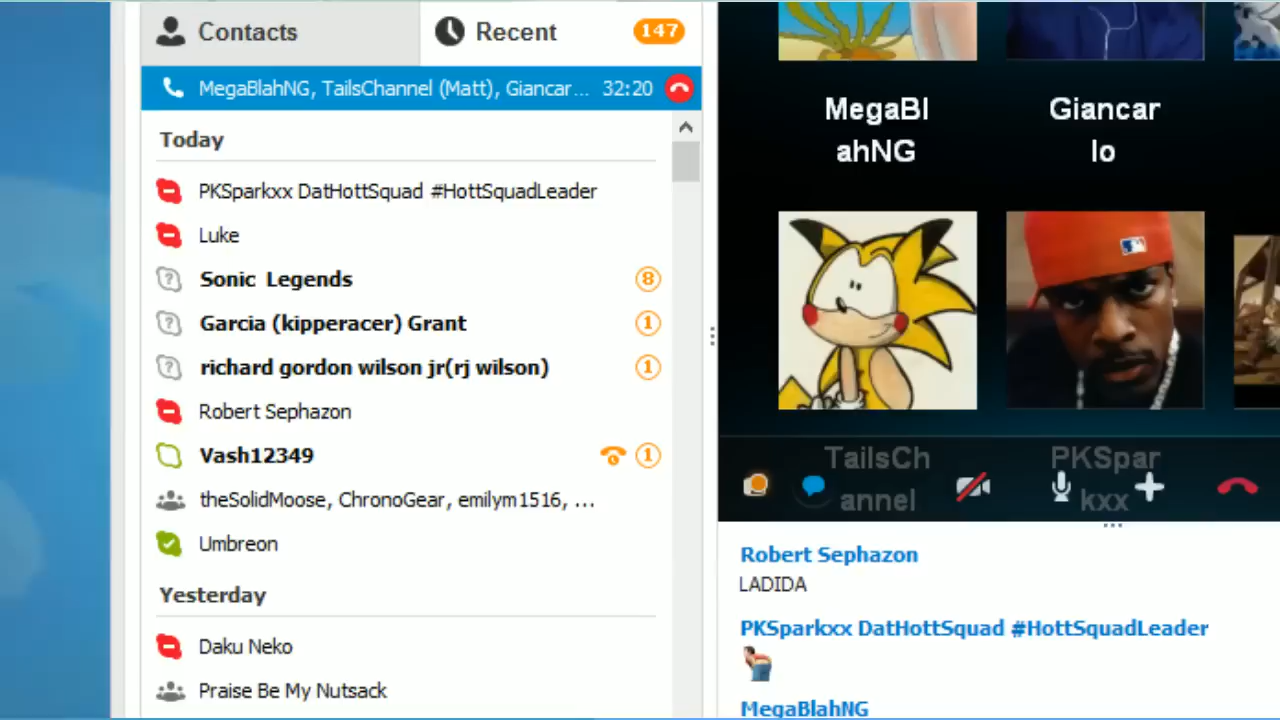 Contacts
Recent
147
MegaBlahNG, TailsChannel (Matt), Giancar...
32:20
Today
PKSparkxx DatHottSquad #HottSquadLeader
Luke
Sonic Legends
8
Garcia (kipperacer) Grant
1
richard gordon wilson jr(rj wilson)
1
Robert Sephazon
Vash12349
1
theSolidMoose, ChronoGear, emilym1516, ...
Umbreon
Yesterday
Daku Neko
Praise Be My Nutsack
MegaBl
ahNG
Giancar
lo
TailsCh
annel
PKSpar
kxx
Robert Sephazon
LADIDA
PKSparkxx DatHottSquad #HottSquadLeader
MegaBlahNG